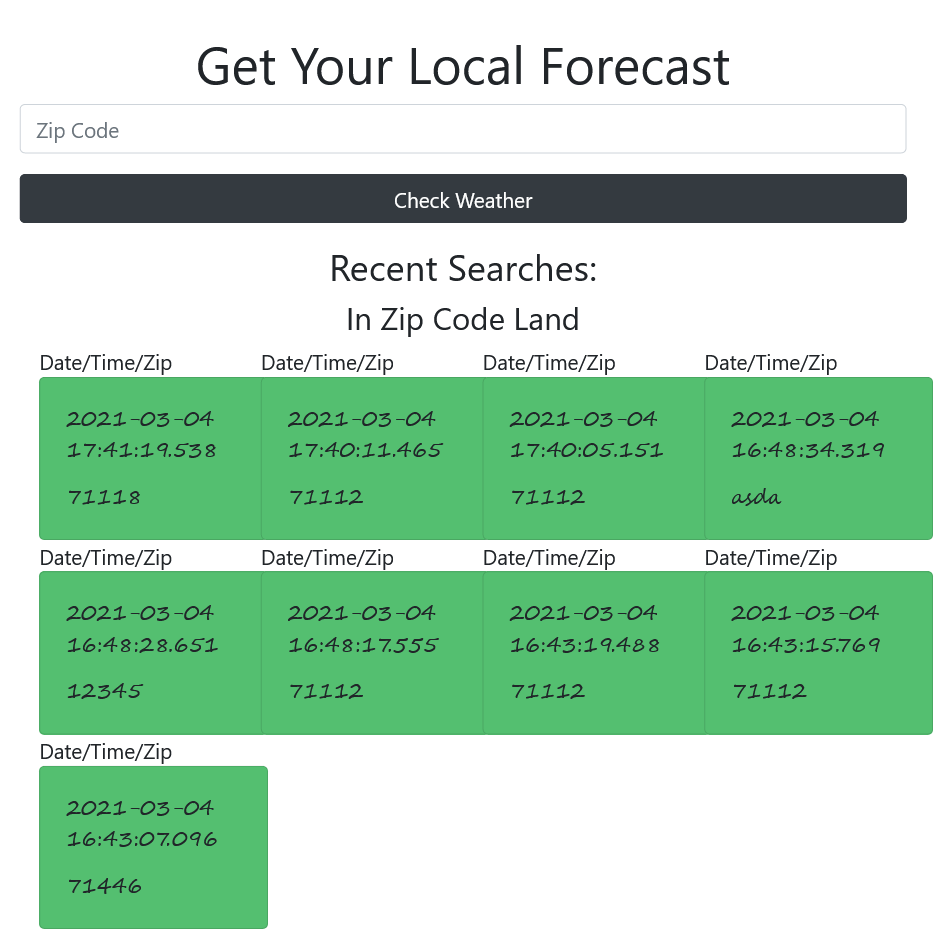 Get Your Local Forecast
Zip Code
Check Weather
Recent Searches:
In Zip Code Land
Date/Time/Zip
2021-03-04
17:41:19.538
71118
Date/Time/Zip
2021-03-04
17:40:11.465
71112
Date/Time/Zip
2021-03-04
17:40:05.151
71112
Date/Time/Zip
2021-03-04
16:48:34.319
asda
Date/Time/Zip
2021-03-04
16:48:28.651
12345
Date/Time/Zip
2021-03-04
16:48:17.555
71112
Date/Time/Zip
2021-03-04
16:43:19.488
71112
Date/Time/Zip
2021-03-04
16:43:15.769
71112
Date/Time/Zip
2021-03-04
16:43:07.096
71446